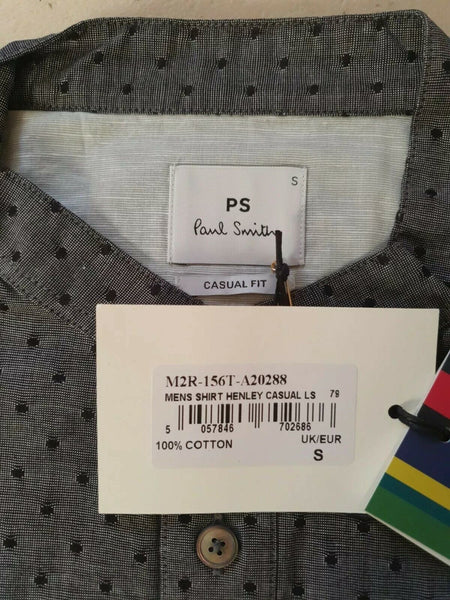 S
PS
Paul Smith
CASUAL FIT
M2R-156T-A20288
MENS SHIRT HENLEY CASUAL LS 79
5 057846 702686
100% COTTON UK/EUR
S